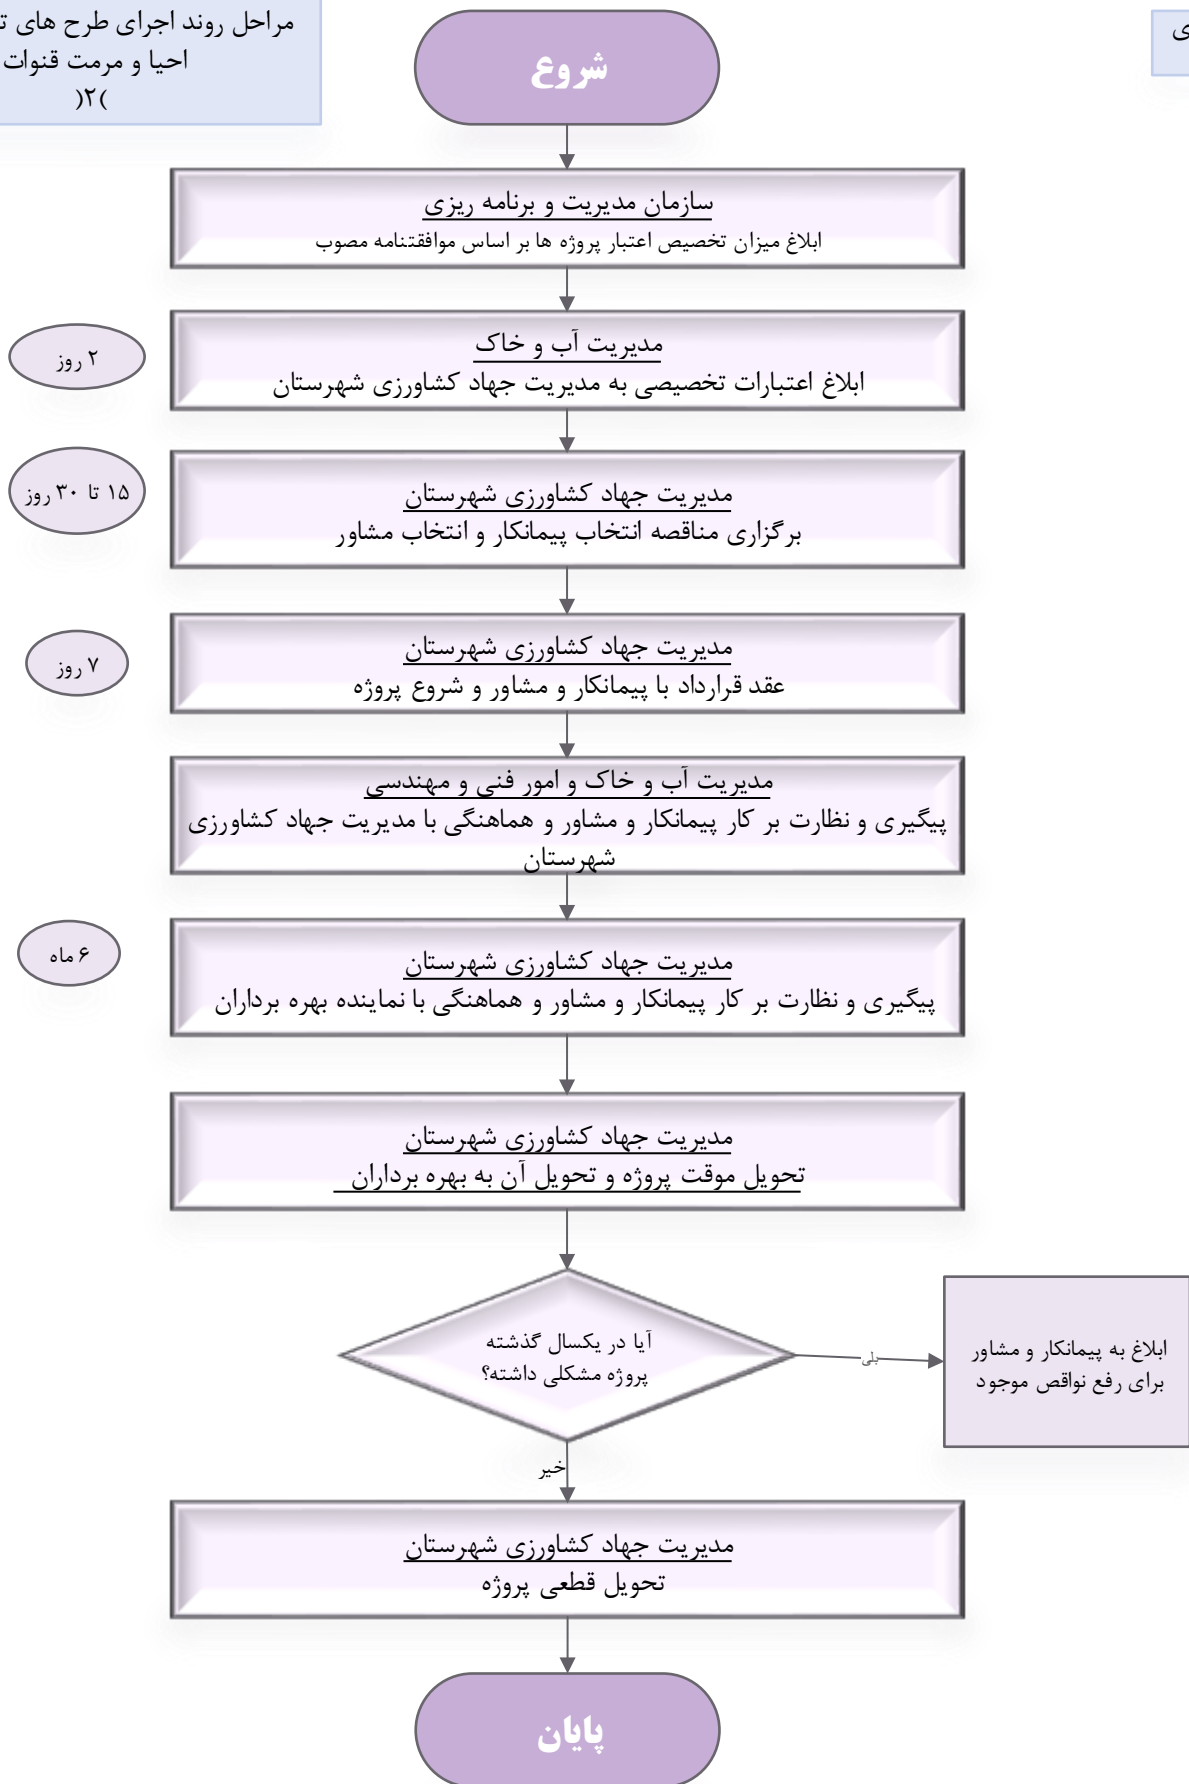 مراحل روند اجرای طرح های
احیا و مرمت قنوات
)۲(
شروع
سازمان مدیریت و برنامه ریزی
ابلاغ میزان تخصیص اعتبار پروژه ها بر اساس موافقتنامه مصوب
۲ روز
مدیریت آب و خاک
ابلاغ اعتبارات تخصیصی به مدیریت جهاد کشاورزی شهرستان
۱۵ تا ۳۰ روز
مدیریت جهاد کشاورزی شهرستان
برگزاری مناقصه انتخاب پیمانکار و انتخاب مشاور
۷ روز
مدیریت جهاد کشاورزی شهرستان
عقد قرارداد با پیمانکار و مشاور و شروع پروژه
مدیریت آب و خاک و امور فنی و مهندسی
پیگیری و نظارت بر کار پیمانکار و مشاور و هماهنگی با مدیریت جهاد کشاورزی
شهرستان
۶ ماه
مدیریت جهاد کشاورزی شهرستان
پیگیری و نظارت بر کار پیمانکار و مشاور و هماهنگی با نماینده بهره برداران
مدیریت جهاد کشاورزی شهرستان
تحویل موقت پروژه و تحویل آن به بهره برداران
آیا در یکسال گذشته
پروژه مشکلی داشته؟
بلی
ابلاغ به پیمانکار و مشاور
برای رفع نواقص موجود
خیر
مدیریت جهاد کشاورزی شهرستان
تحویل قطعی پروژه
پایان